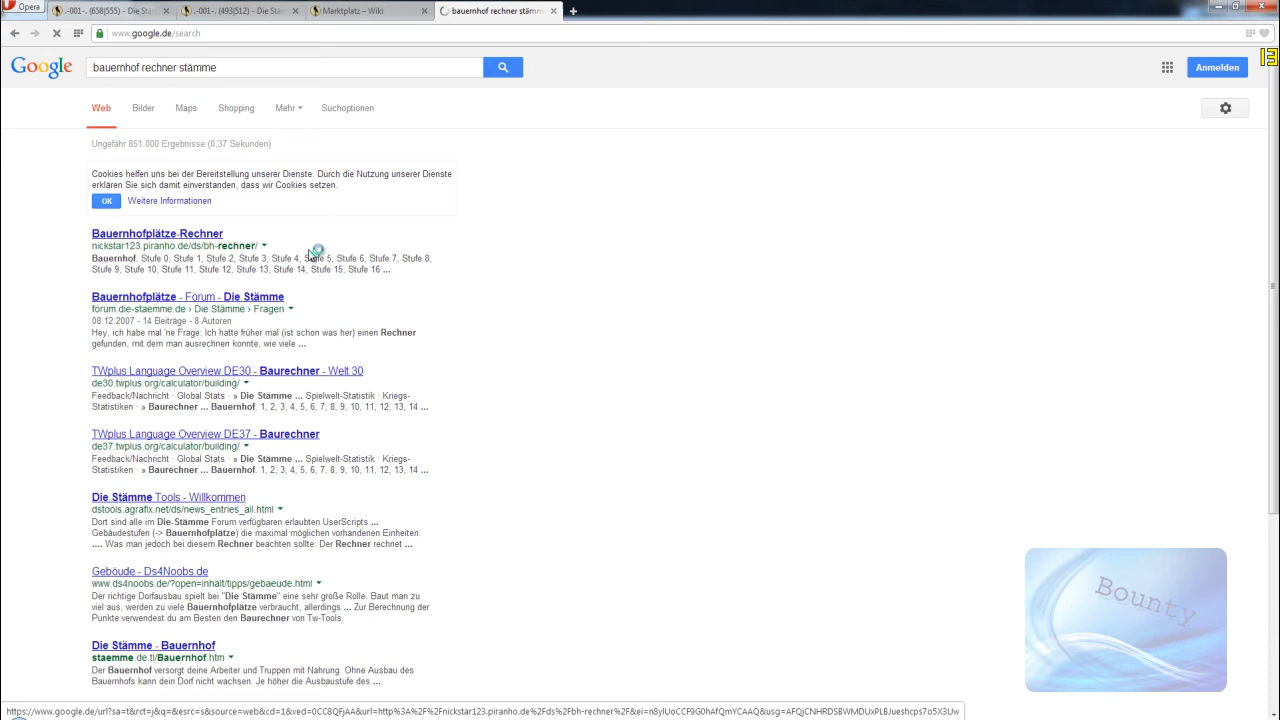 Opera
.-001-. (658|555) - Die Stä
.-001-. (493|512) - Die Stä
Marktplatz – Wiki
bauernhof rechner stämm
www.google.de/search
13
Google
bauernhof rechner stämme
Anmelden
Web Bilder Maps Shopping Mehr Suchoptionen
Ungefähr 851.000 Ergebnisse (0,37 Sekunden)
Cookies helfen uns bei der Bereitstellung unserer Dienste. Durch die Nutzung unserer Dienste
erklären Sie sich damit einverstanden, dass wir Cookies setzen.
OK Weitere Informationen
Bauernhofplätze-Rechner
nickstar123.piranho.de/ds/bh-rechner/
Bauernhof. Stufe 0, Stufe 1, Stufe 2, Stufe 3, Stufe 4, Stufe 5, Stufe 6, Stufe 7, Stufe 8,
Stufe 9, Stufe 10, Stufe 11, Stufe 12, Stufe 13, Stufe 14, Stufe 15, Stufe 16 ...
Bauernhofplätze - Forum - Die Stämme
forum.die-staemme.de › Die Stämme › Fragen
08.12.2007 - 14 Beiträge - 8 Autoren
Hey, ich habe mal 'ne Frage: Ich hatte früher mal (ist schon was her) einen Rechner
gefunden, mit dem man ausrechnen konnte, wie viele ...
TWplus Language Overview DE30 - Baurechner - Welt 30
de30.twplus.org/calculator/building/
Feedback/Nachricht · Global Stats · » Die Stämme ... Spielwelt-Statistik · Kriegs-
Statistiken · » Baurechner ... Bauernhof. 1, 2, 3, 4, 5, 6, 7, 8, 9, 10, 11, 12, 13, 14 ...
TWplus Language Overview DE37 - Baurechner
de37.twplus.org/calculator/building/
Feedback/Nachricht · Global Stats · » Die Stämme ... Spielwelt-Statistik · Kriegs-
Statistiken · » Baurechner ... Bauernhof. 1, 2, 3, 4, 5, 6, 7, 8, 9, 10, 11, 12, 13, 14 ...
Die Stämme Tools - Willkommen
dstools.agrafix.net/ds/news_entries_all.html
Dort sind alle im Die-Stämme Forum verfügbaren erlaubten UserScripts ...
Gebäudestufen (-> Bauernhofplätze) die maximal möglichen vorhandenen Einheiten.
.... Was man jedoch bei diesem Rechner beachten sollte: Der Rechner rechnet ...
Geböude - Ds4Noobs.de
www.ds4noobs.de/?open=inhalt/tipps/gebaeude.html
Der richtige Dorfausbau spielt bei "Die Stämme" eine sehr große Rolle. Baut man zu
viel aus, werden zu viele Bauernhofplätze verbraucht, allerdings ... Zur Berechnung der
Punkte verwendest du am Besten den Baurechner von Tw-Tools.
Die Stämme - Bauernhof
staemme.de.tl/Bauernhof.htm
Der Bauernhof versorgt deine Arbeiter und Truppen mit Nahrung. Ohne Ausbau des
Bauernhofs kann dein Dorf nicht wachsen. Je höher die Ausbaustufe des ...
Bounty